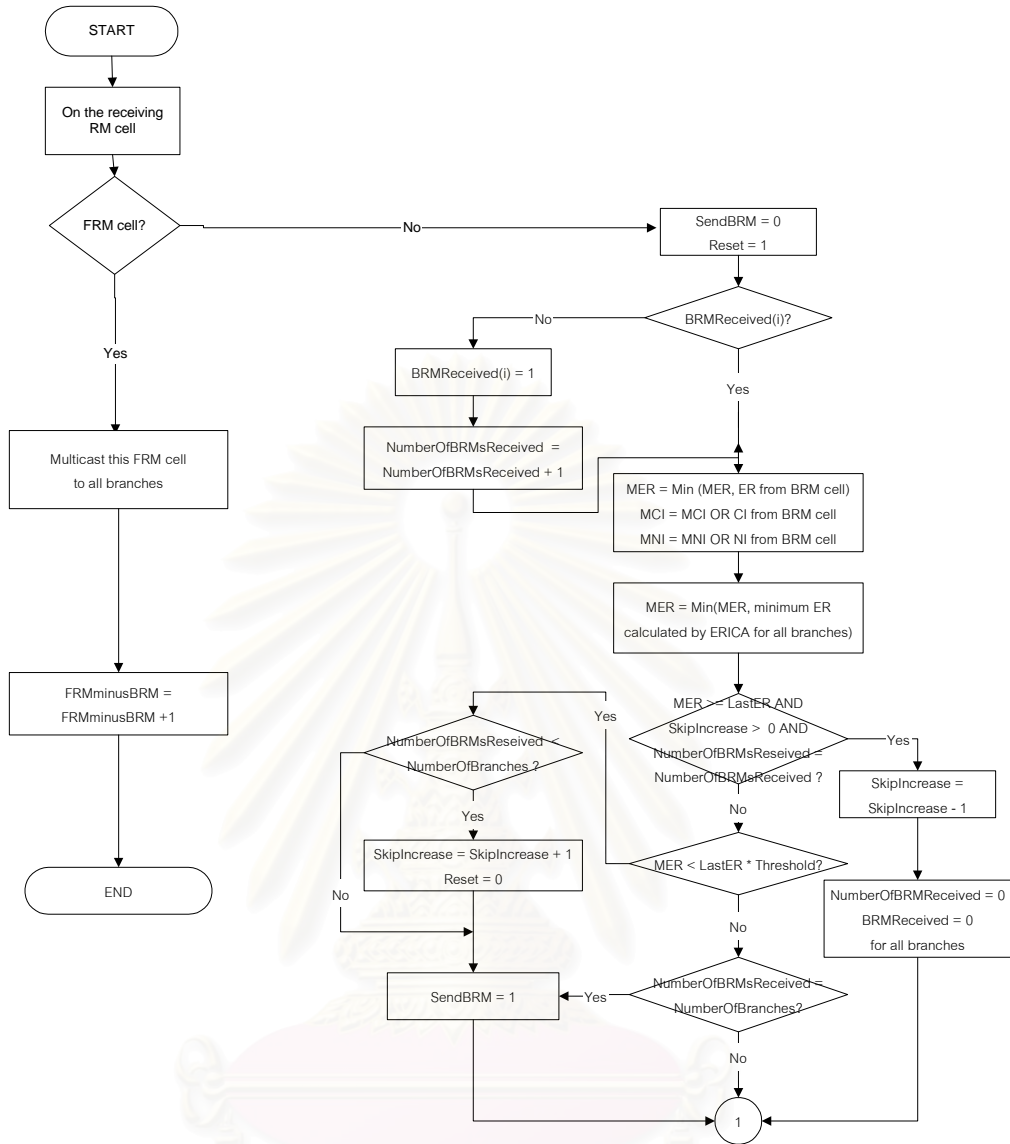 START
On the receiving
RM cell
FRM cell?
No
SendBRM = 0
Reset = 1
BRMReceived(i)?
No
Yes
Yes
BRMReceived(i) = 1
NumberOfBRMsReceived =
NumberOfBRMsReceived + 1
Multicast this FRM cell
to all branches
MER = Min (MER, ER from BRM cell)
MCI = MCI OR CI from BRM cell
MNI = MNI OR NI from BRM cell
MER = Min(MER, minimum ER
calculated by ERICA for all branches)
FRMminusBRM =
FRMminusBRM +1
MER >= LastER AND
SkipIncrease > 0 AND
NumberOfBRMsReseived =
NumberOfBRMsReceived ?
Yes
Yes
NumberOfBRMsReseived <
NumberOfBranches ?
SkipIncrease =
SkipIncrease - 1
No
Yes
SkipIncrease = SkipIncrease + 1
Reset = 0
MER < LastER * Threshold?
END
No
NumberOfBRMReceived = 0
BRMReceived = 0
for all branches
No
SendBRM = 1
Yes
NumberOfBRMsReceived =
NumberOfBranches?
No
1